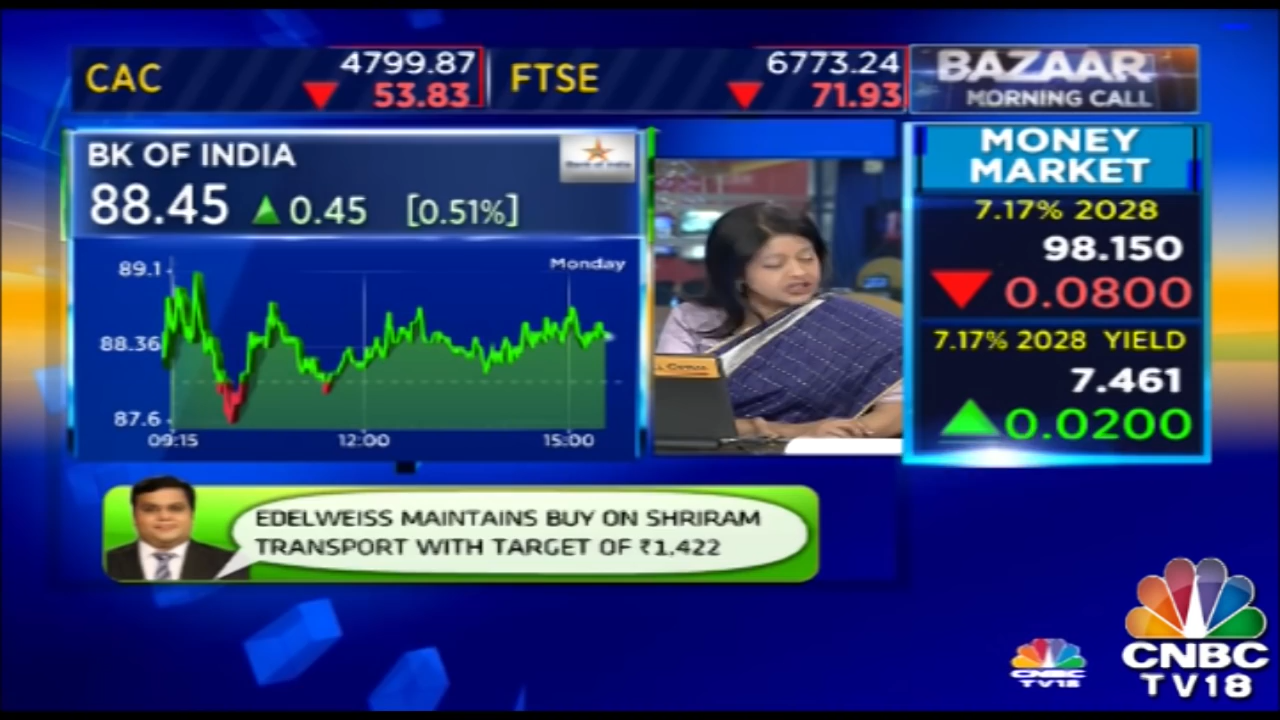 CAC
4799.87
53.83
FTSE
6773.24
71.93
BAZAAR
MORNING CALL
BK OF INDIA
88.45 0.45 [0.51%]
Bank of India
Monday
89.1
88.36
87.6
09:15 12:00 15:00
MONEY
MARKET
7.17% 2028
98.150
0.0800
7.17% 2028 YIELD
7.461
0.0200
EDELWEISS MAINTAINS BUY ON SHRIRAM
TRANSPORT WITH TARGET OF ₹1,422
CNBC
TV18
CNBC
TV18